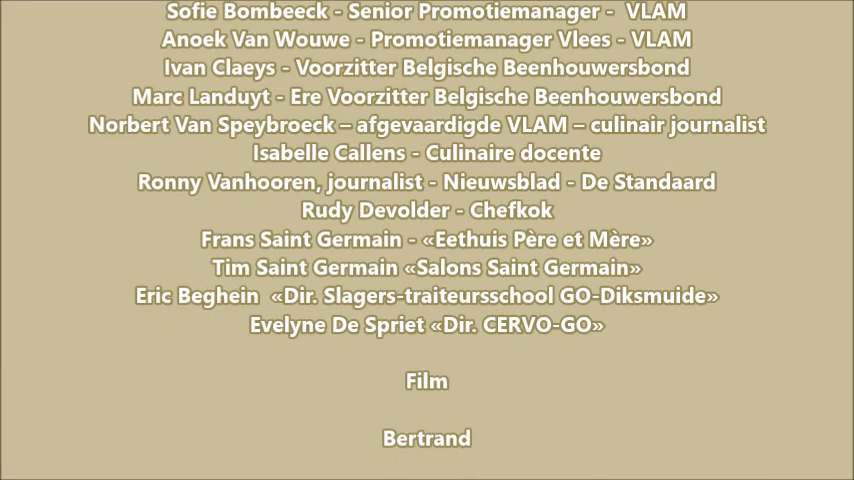 Sofie Bombeeck - Senior Promotiemanager -  VLAM
Anoek Van Wouwe - Promotiemanager Vlees - VLAM
Ivan Claeys - Voorzitter Belgische Beenhouwersbond
Marc Landuyt - Ere Voorzitter Belgische Beenhouwersbond
Norbert Van Speybroeck – afgevaardigde VLAM – culinair journalist
Isabelle Callens - Culinaire docente
Ronny Vanhooren, journalist - Nieuwsblad - De Standaard
Rudy Devolder - Chefkok
Frans Saint Germain - «Eethuis Père et Mère»
Tim Saint Germain «Salons Saint Germain»
Eric Beghein  «Dir. Slagers-traiteursschool GO-Diksmuide»
Evelyne De Spriet «Dir. CERVO-GO»
Film
Bertrand